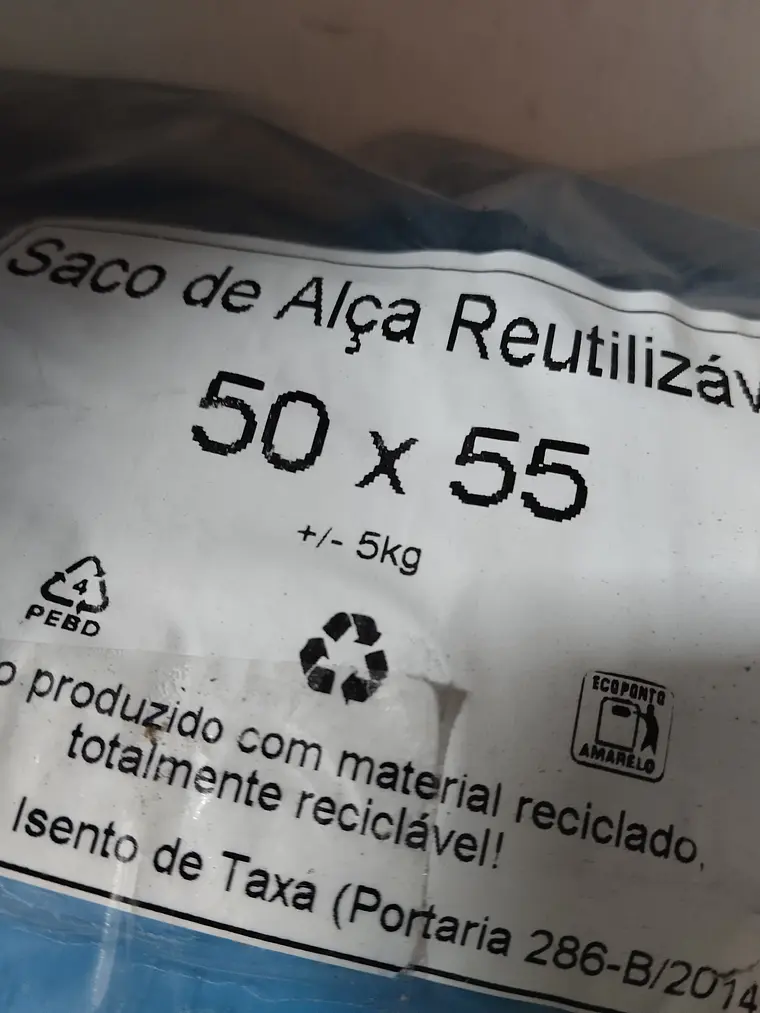 Saco de Alça Reutilizáv
50 x 55
+/- 5kg
4
PEBD
ECOPONTO
AMARELO
o produzido com material reciclado,
totalmente reciclável!
Isento de Taxa (Portaria 286-B/2014